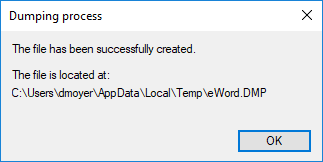 Dumping process
The file has been successfully created.
The file is located at:
C:\Users\dmoyer\AppData\Local\Temp\eWord.DMP
OK